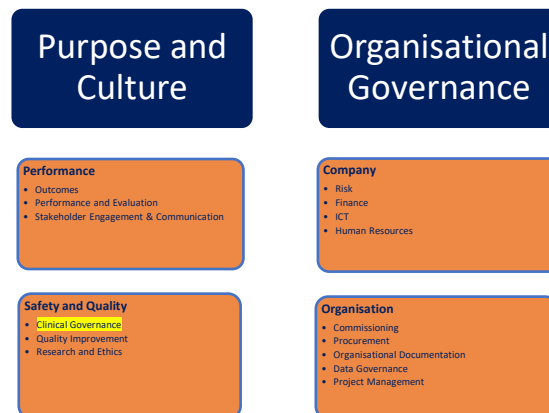 Purpose and
Culture
Organisational
Governance
Performance
• Outcomes
• Performance and Evaluation
• Stakeholder Engagement & Communication
Company
• Risk
• Finance
• ICT
• Human Resources
Safety and Quality
• Clinical Governance
• Quality Improvement
• Research and Ethics
Organisation
• Commissioning
• Procurement
• Organisational Documentation
• Data Governance
• Project Management